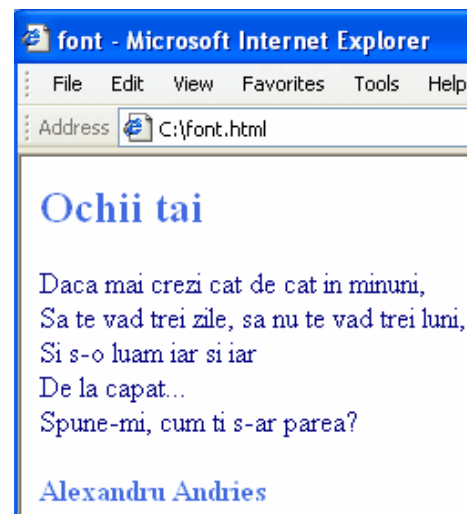 font - Microsoft Internet Explorer
File Edit View Favorites Tools Help
Address C:\font.html
Ochii tai
Daca mai crezi cat de cat in minuni,
Sa te vad trei zile, sa nu te vad trei luni,
Si s-o luam iar si iar
De la capat...
Spune-mi, cum ti s-ar parea?
Alexandru Andries